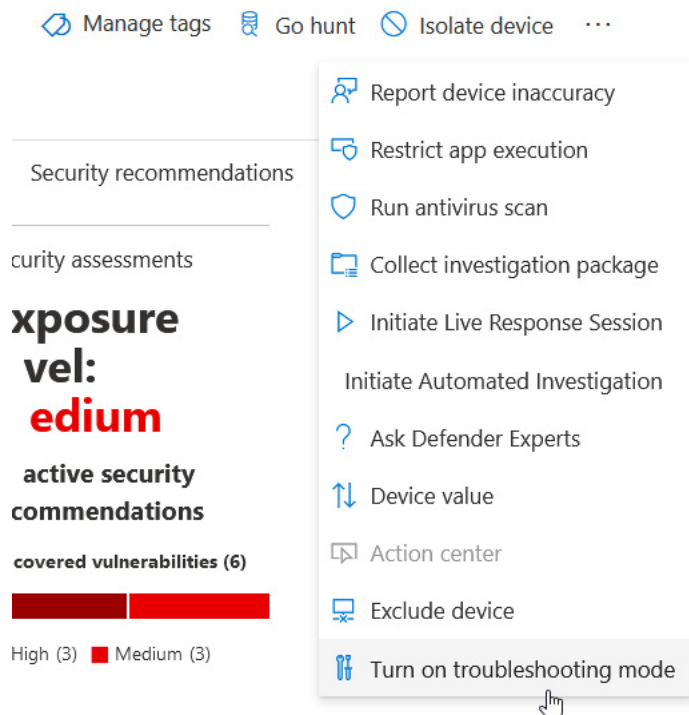 Manage tags Go hunt Isolate device ...
Report device inaccuracy
Restrict app execution
Run antivirus scan
Collect investigation package
Initiate Live Response Session
Initiate Automated Investigation
Ask Defender Experts
Device value
Action center
Exclude device
Turn on troubleshooting mode
Security recommendations
curity assessments
xposure
vel:
edium
active security
commendations
covered vulnerabilities (6)
High (3) Medium (3)